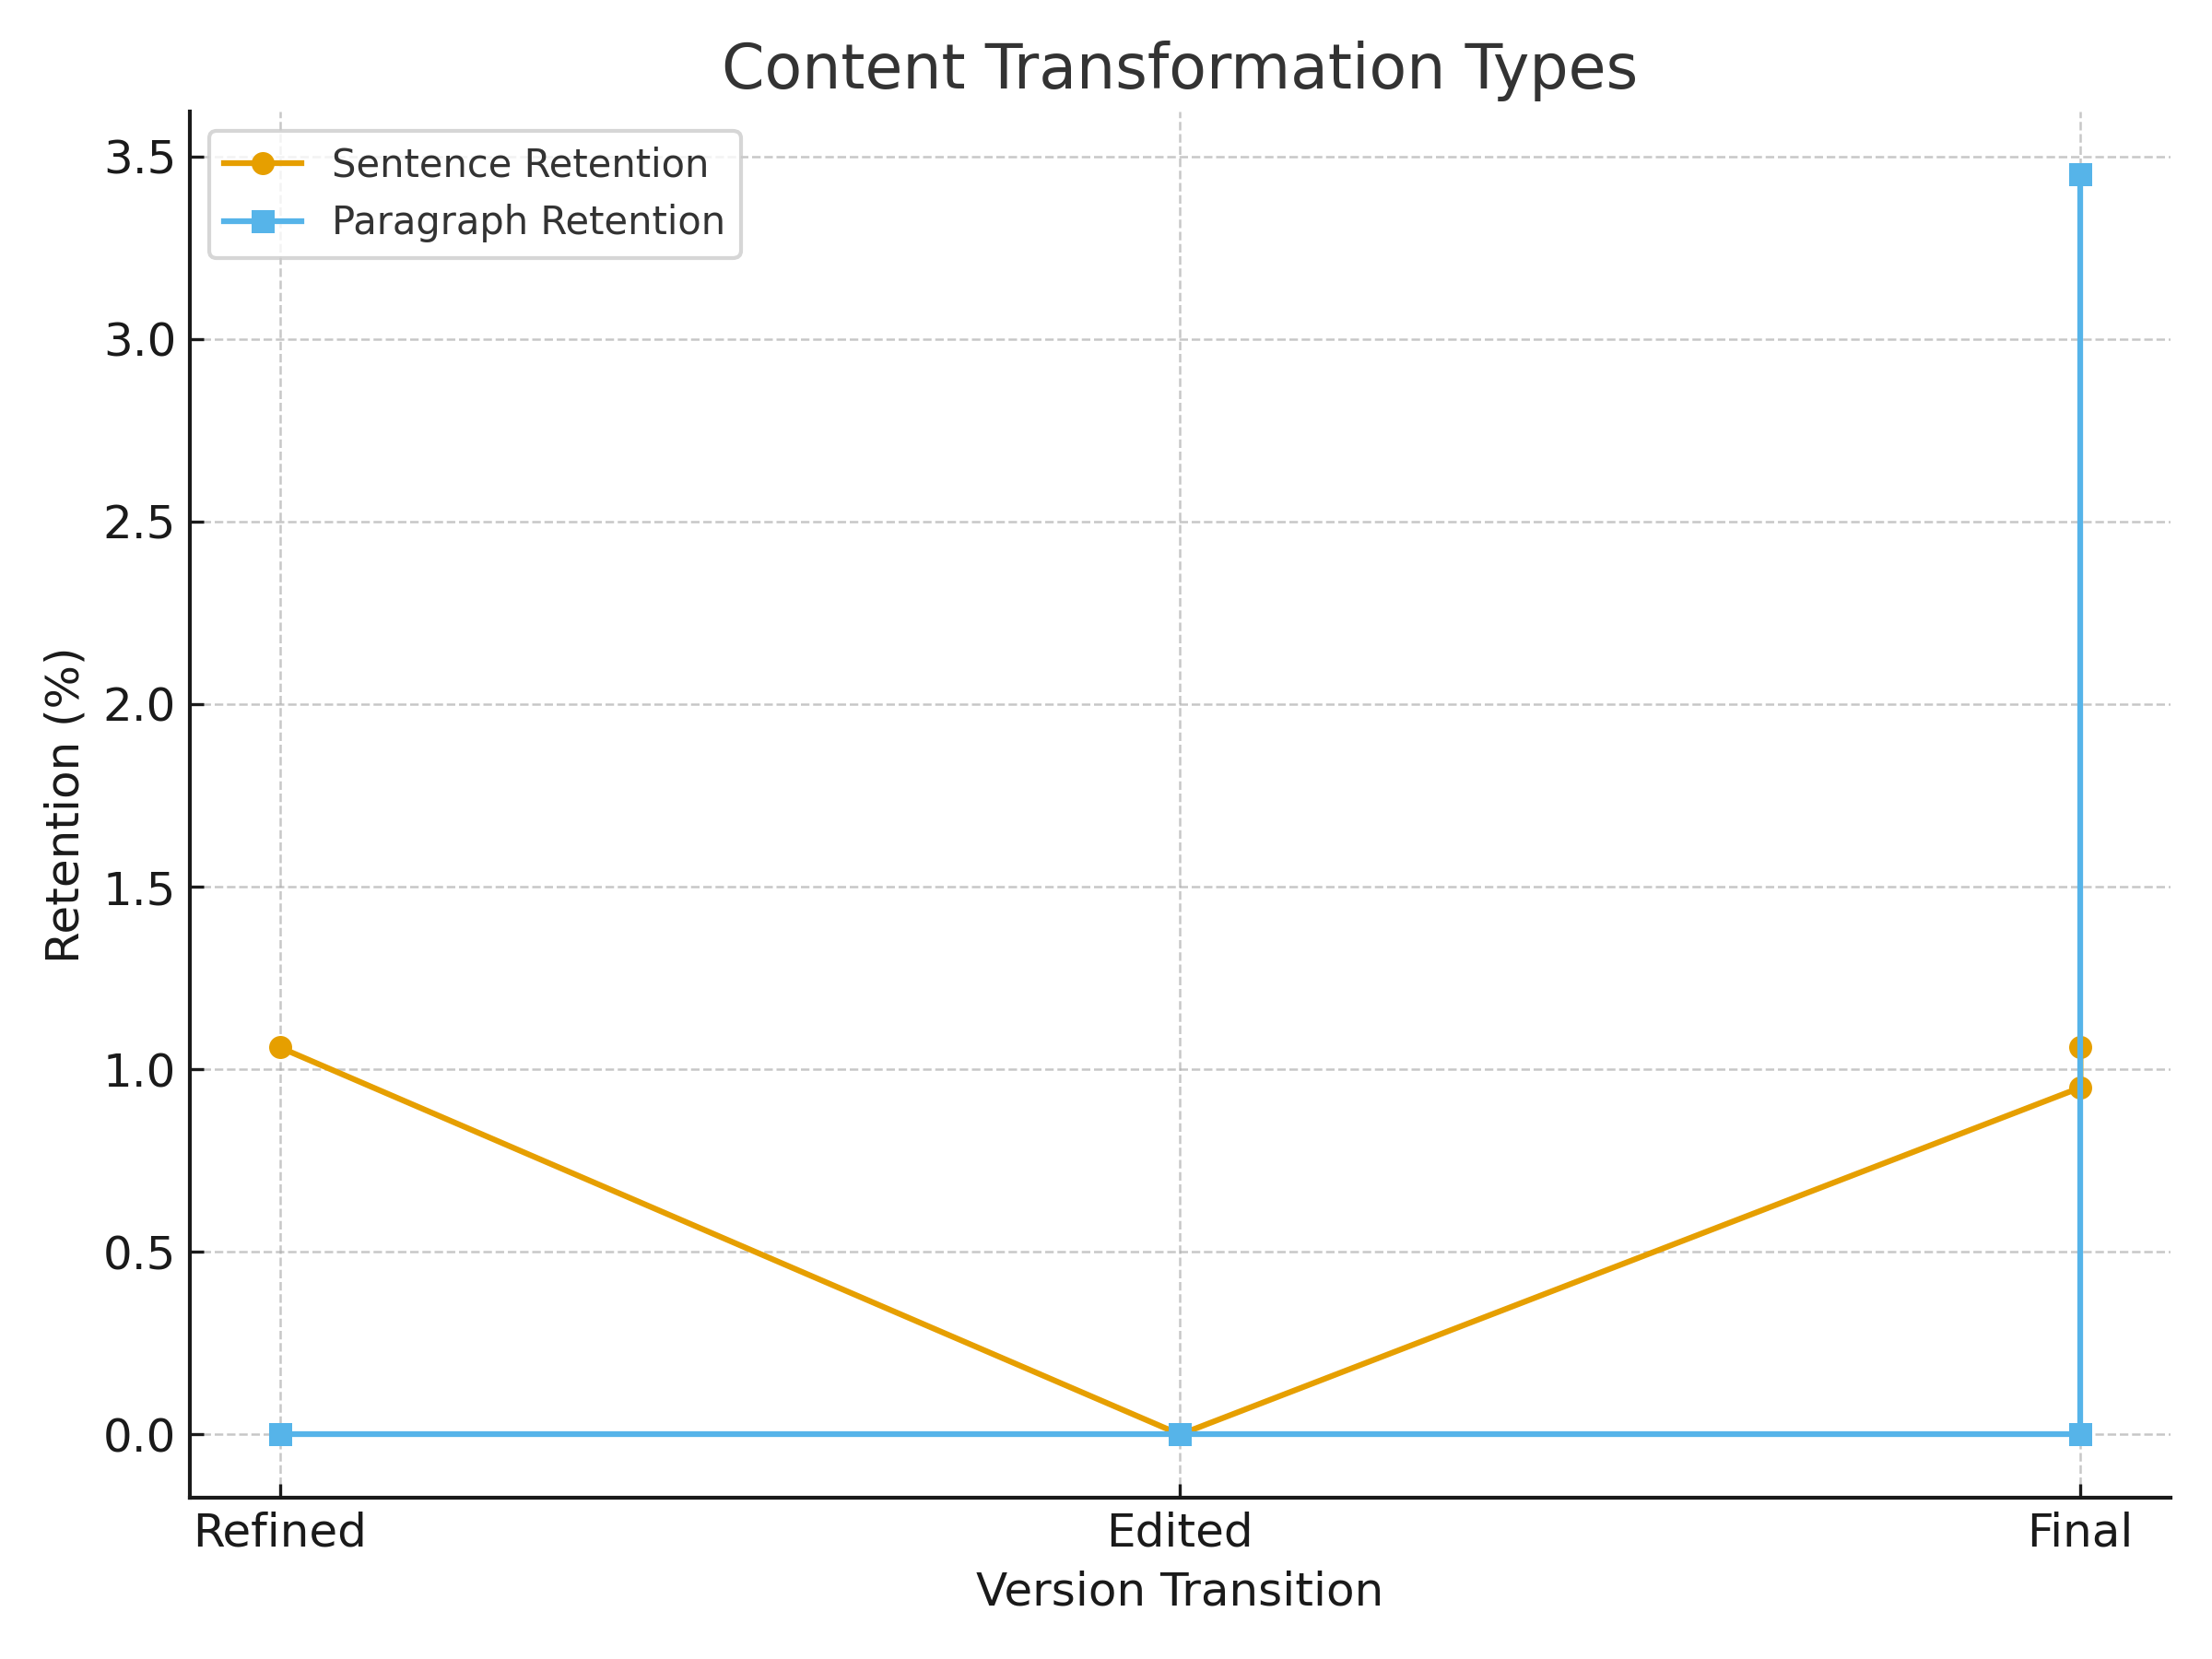 Content Transformation Types
Sentence Retention
Paragraph Retention
Retention (%)
3.5
3.0
2.5
2.0
1.5
1.0
0.5
0.0
Refined Edited Final
Version Transition